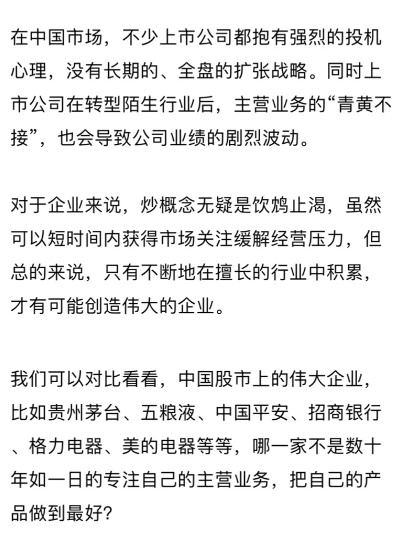 在中国市场，不少上市公司都抱有强烈的投机
心理，没有长期的、全盘的扩张战略。同时上
市公司在转型陌生行业后，主营业务的“青黄不
接”，也会导致公司业绩的剧烈波动。
对于企业来说，炒概念无疑是饮鸩止渴，虽然
可以短时间内获得市场关注缓解经营压力，但
总的来说，只有不断地在擅长的行业中积累，
才有可能创造伟大的企业。
我们可以对比看看，中国股市上的伟大企业，
比如贵州茅台、五粮液、中国平安、招商银行
、格力电器、美的电器等等，哪一家不是数十
年如一日的专注自己的主营业务，把自己的产
品做到最好？